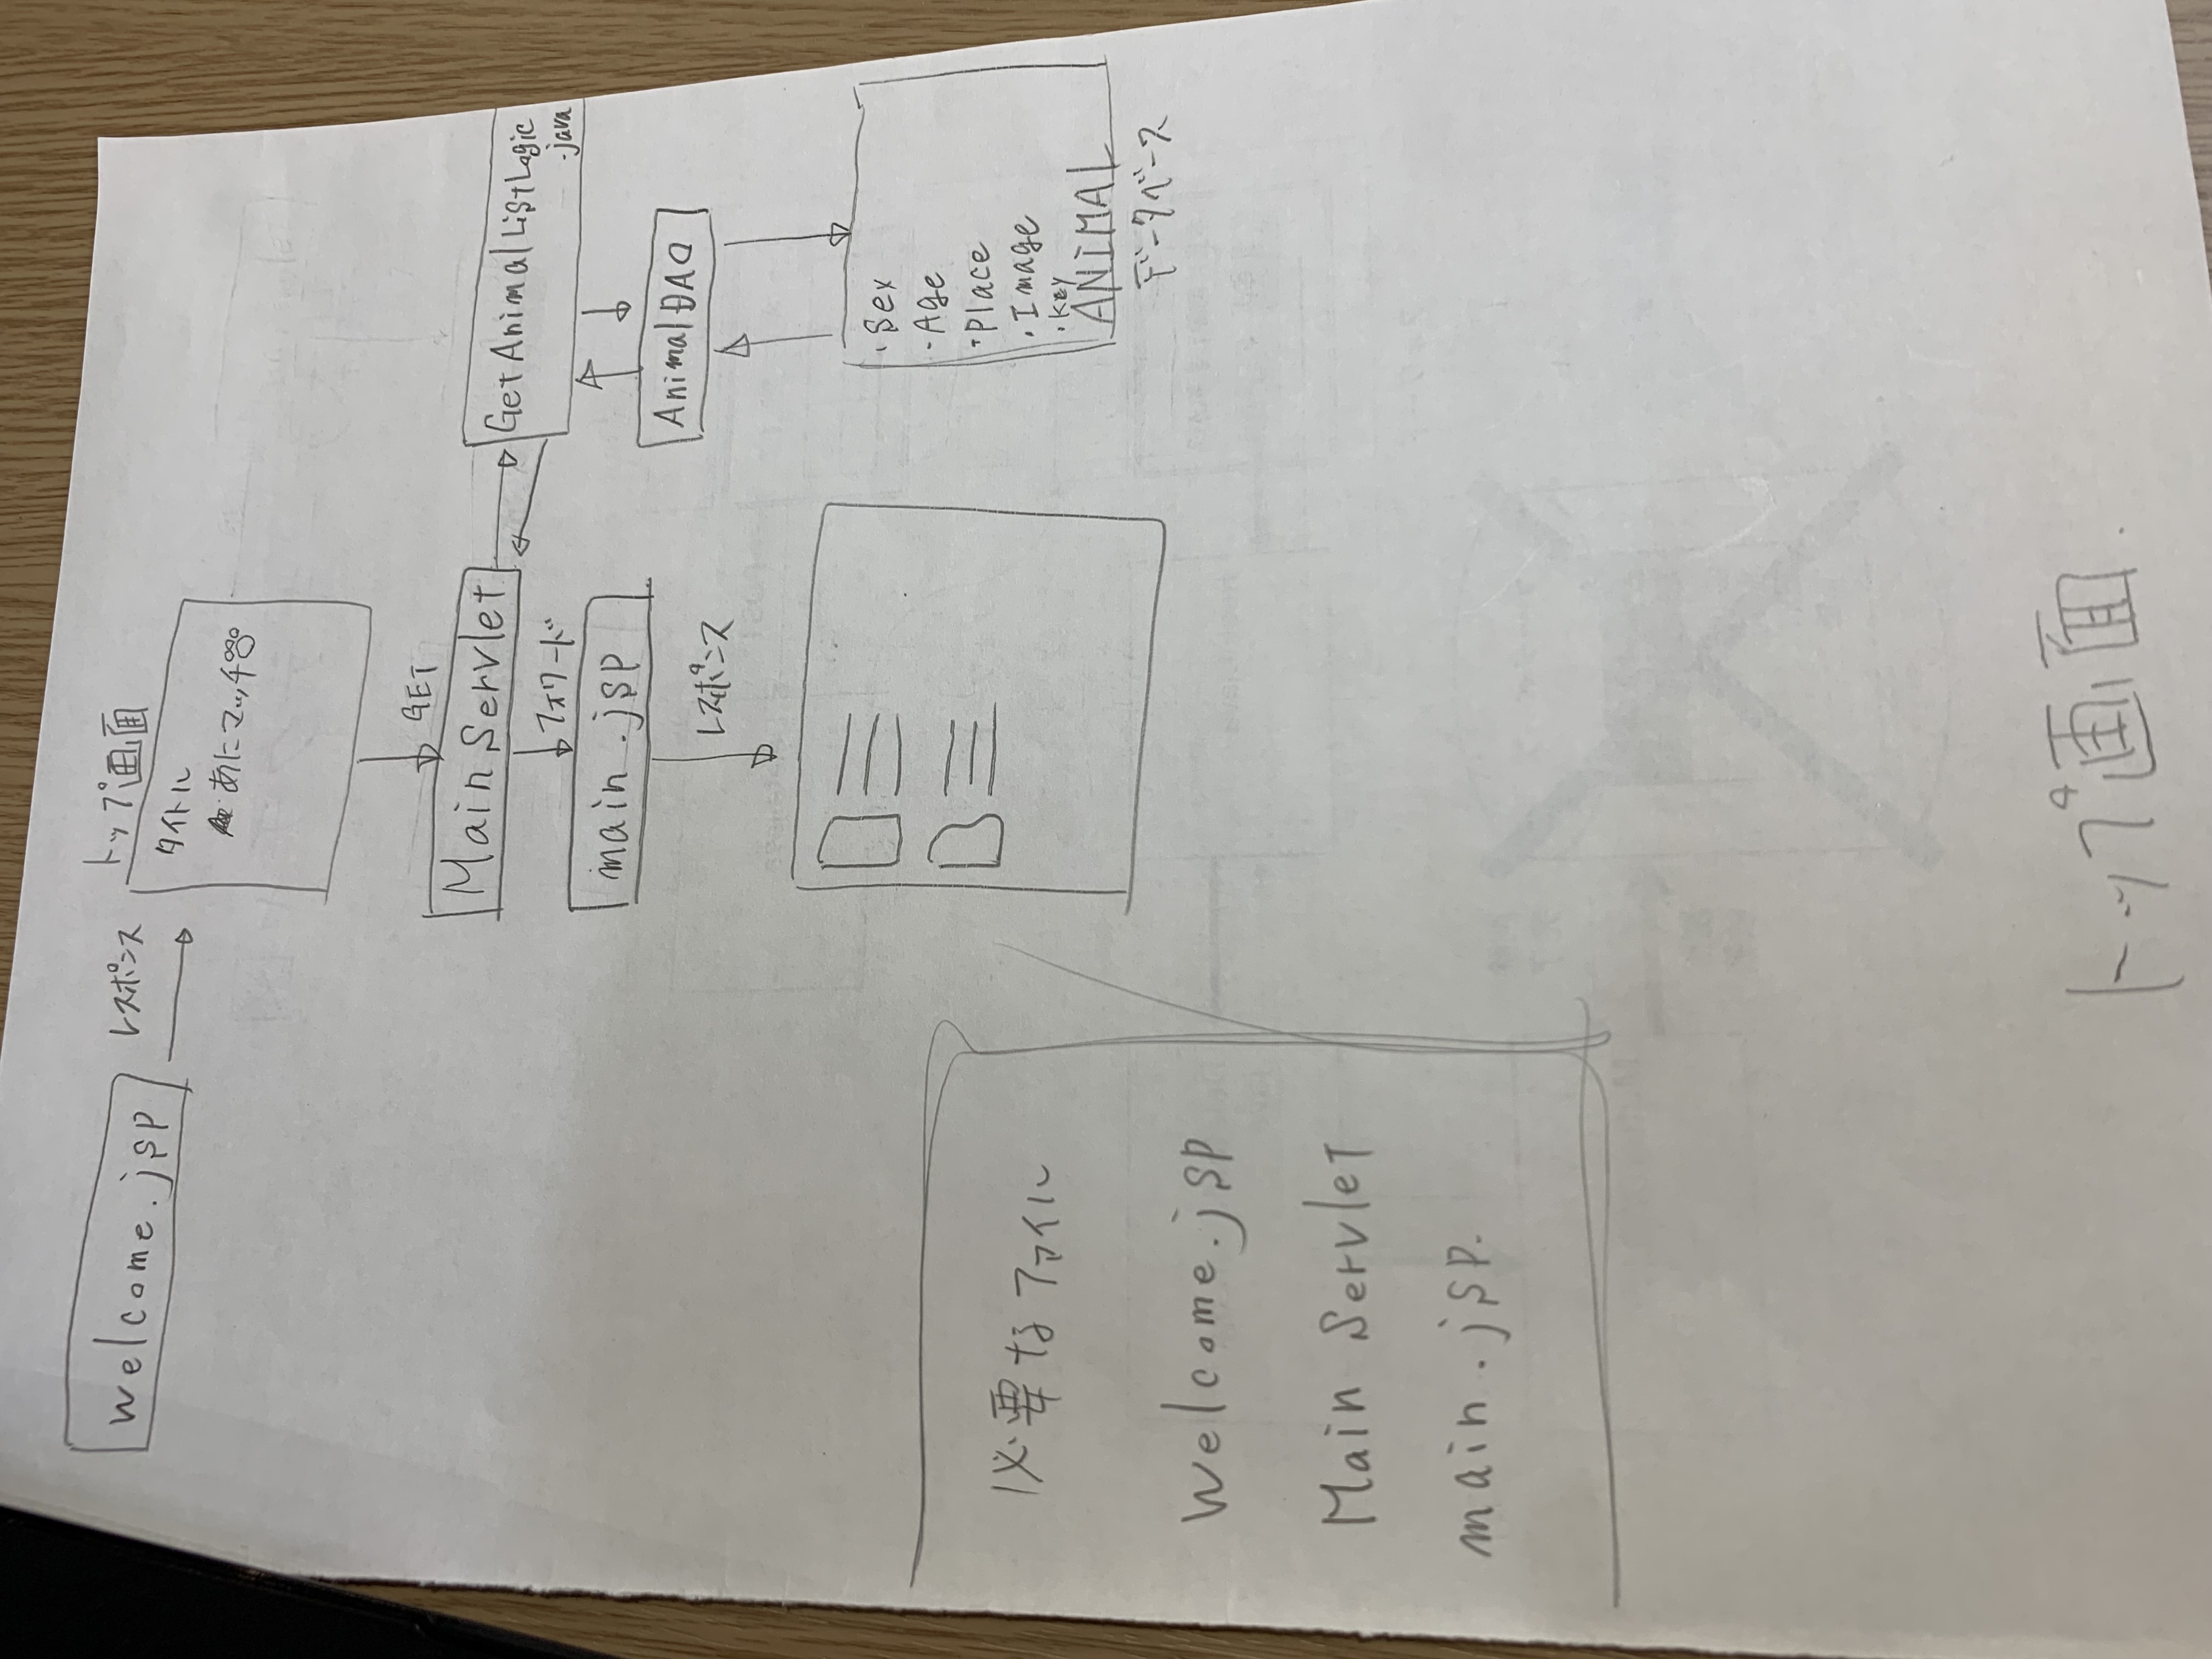 welcome.jsp
レスポンス
トップ画面
タイトル
あにマッチ
GET
Main Servlet
GetAnimalListLogic
.java
フォワード
main.jsp
AnimalDAO
レスポンス
・Sex
・Age
・Place
・Image
・key
ANIMAL
データベース
必要なファイル
welcome.jsp
Main Servlet
main.jsp.
トップ画面.